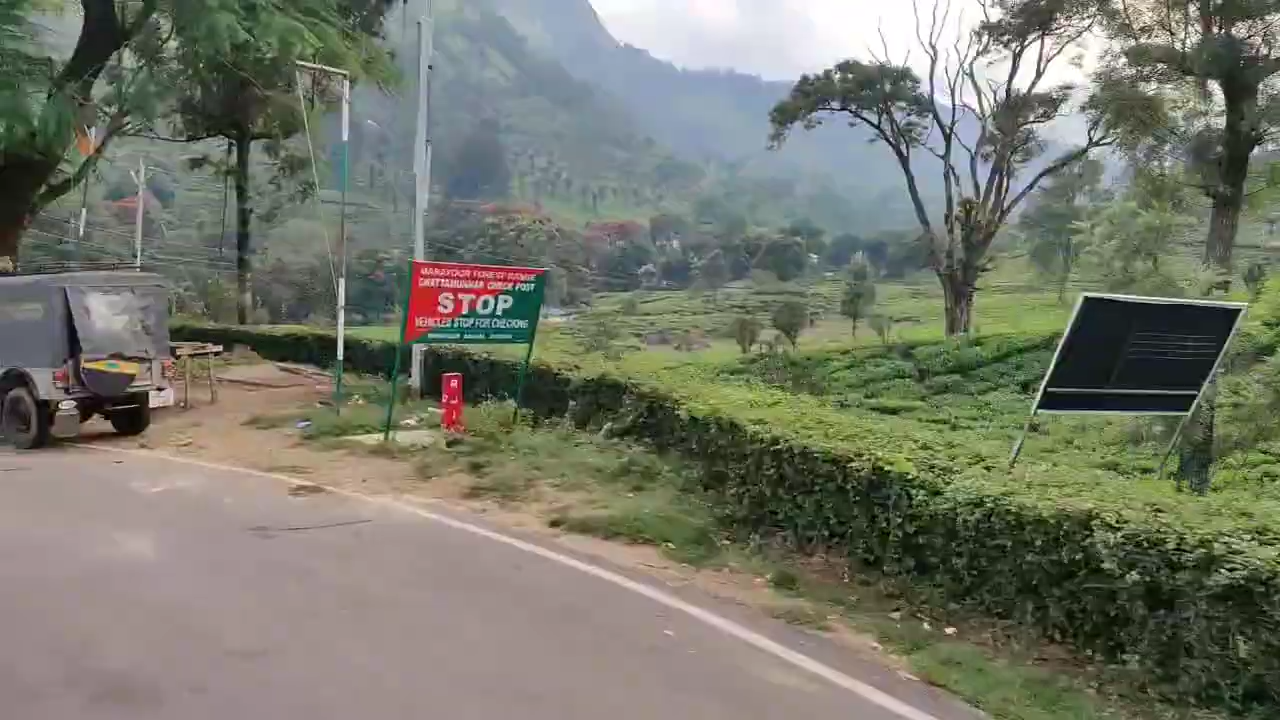 MARAYOOR FOREST RANGE
CHATTAMUNNAR CHECK POST
STOP
VEHICLES STOP FOR CHECKING
R